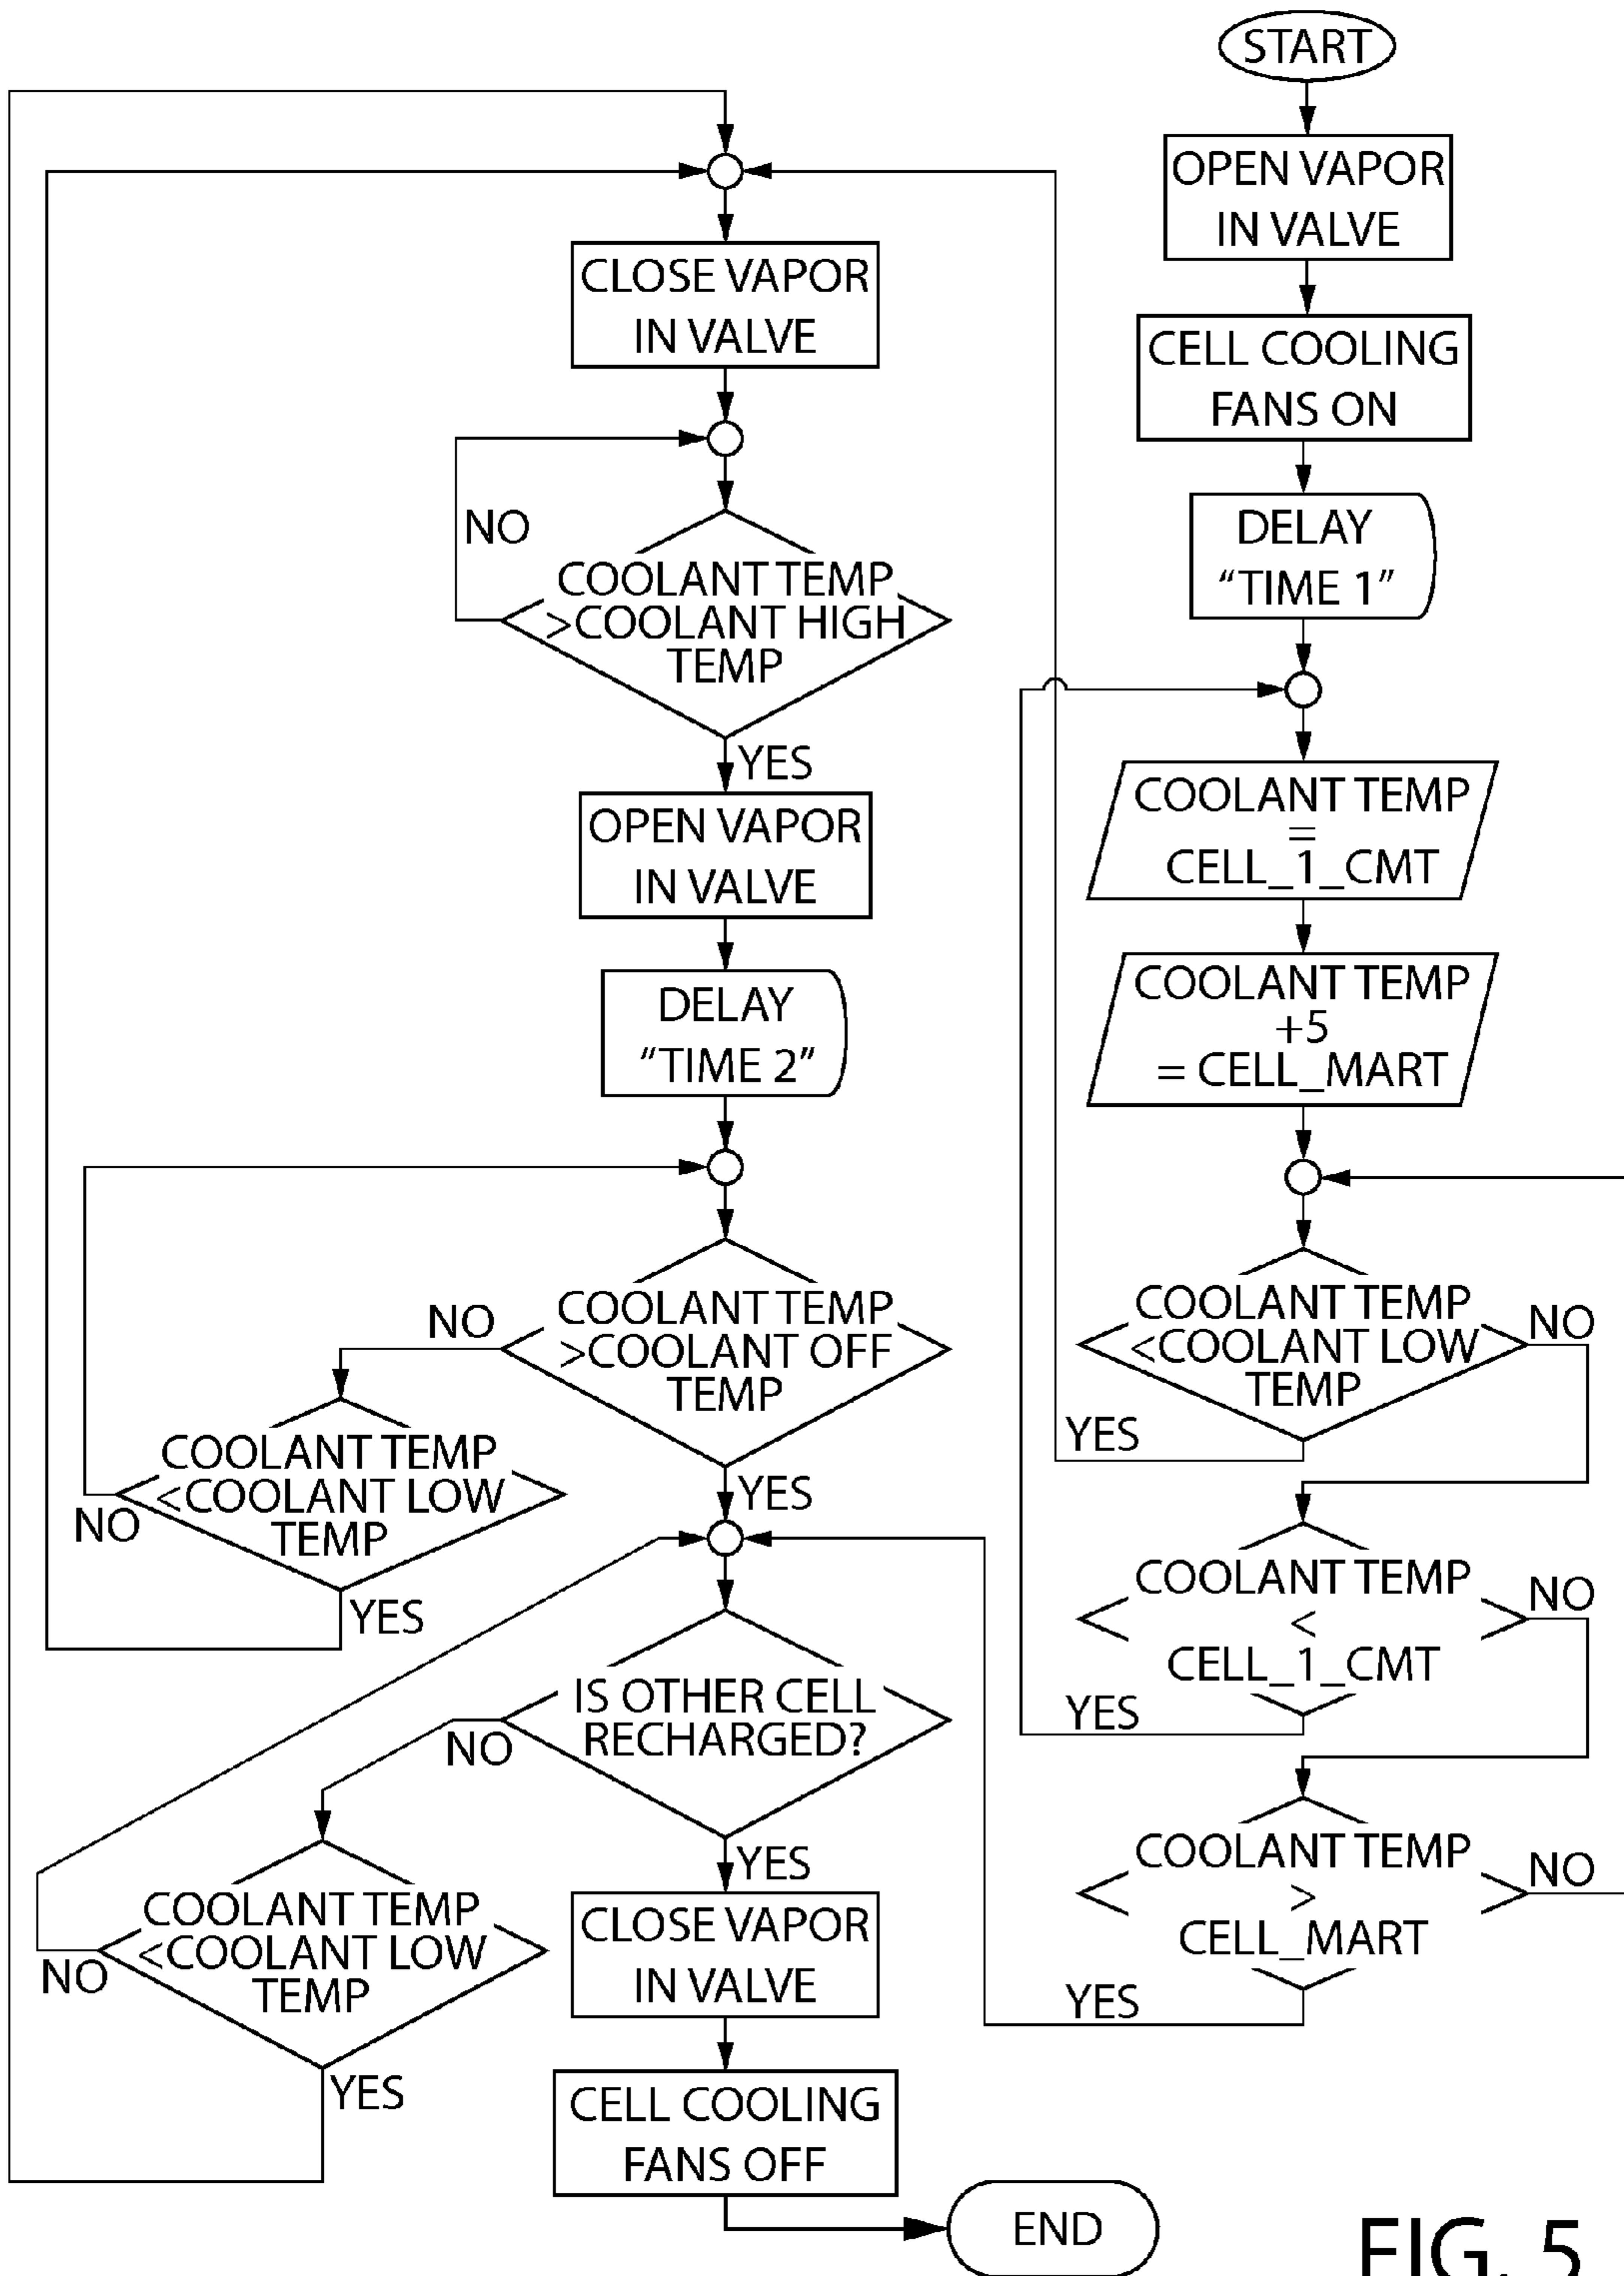 START
OPEN VAPOR
IN VALVE
CELL COOLING
FANS ON
DELAY
“TIME 1”
COOLANT TEMP
=
CELL_1_CMT
COOLANT TEMP
+5
= CELL_MART
COOLANT TEMP
<COOLANT LOW
TEMP
NO
YES
COOLANT TEMP
<
CELL_1_CMT
NO
YES
COOLANT TEMP
>
CELL_MART
NO
YES
CLOSE VAPOR
IN VALVE
NO
COOLANT TEMP
>COOLANT HIGH
TEMP
YES
OPEN VAPOR
IN VALVE
DELAY
“TIME 2”
COOLANT TEMP
>COOLANT OFF
TEMP
NO
YES
COOLANT TEMP
<COOLANT LOW
TEMP
NO
YES
IS OTHER CELL
RECHARGED?
NO
YES
COOLANT TEMP
<COOLANT LOW
TEMP
NO
YES
CLOSE VAPOR
IN VALVE
CELL COOLING
FANS OFF
END
FIG. 5